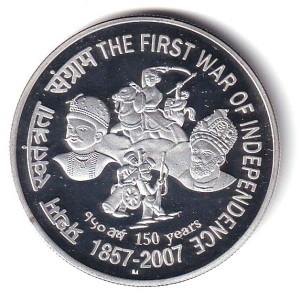 प्रथम स्वतंत्रता संग्राम THE FIRST WAR OF INDEPENDENCE
१५० वर्ष 150 years
1857-2007
M